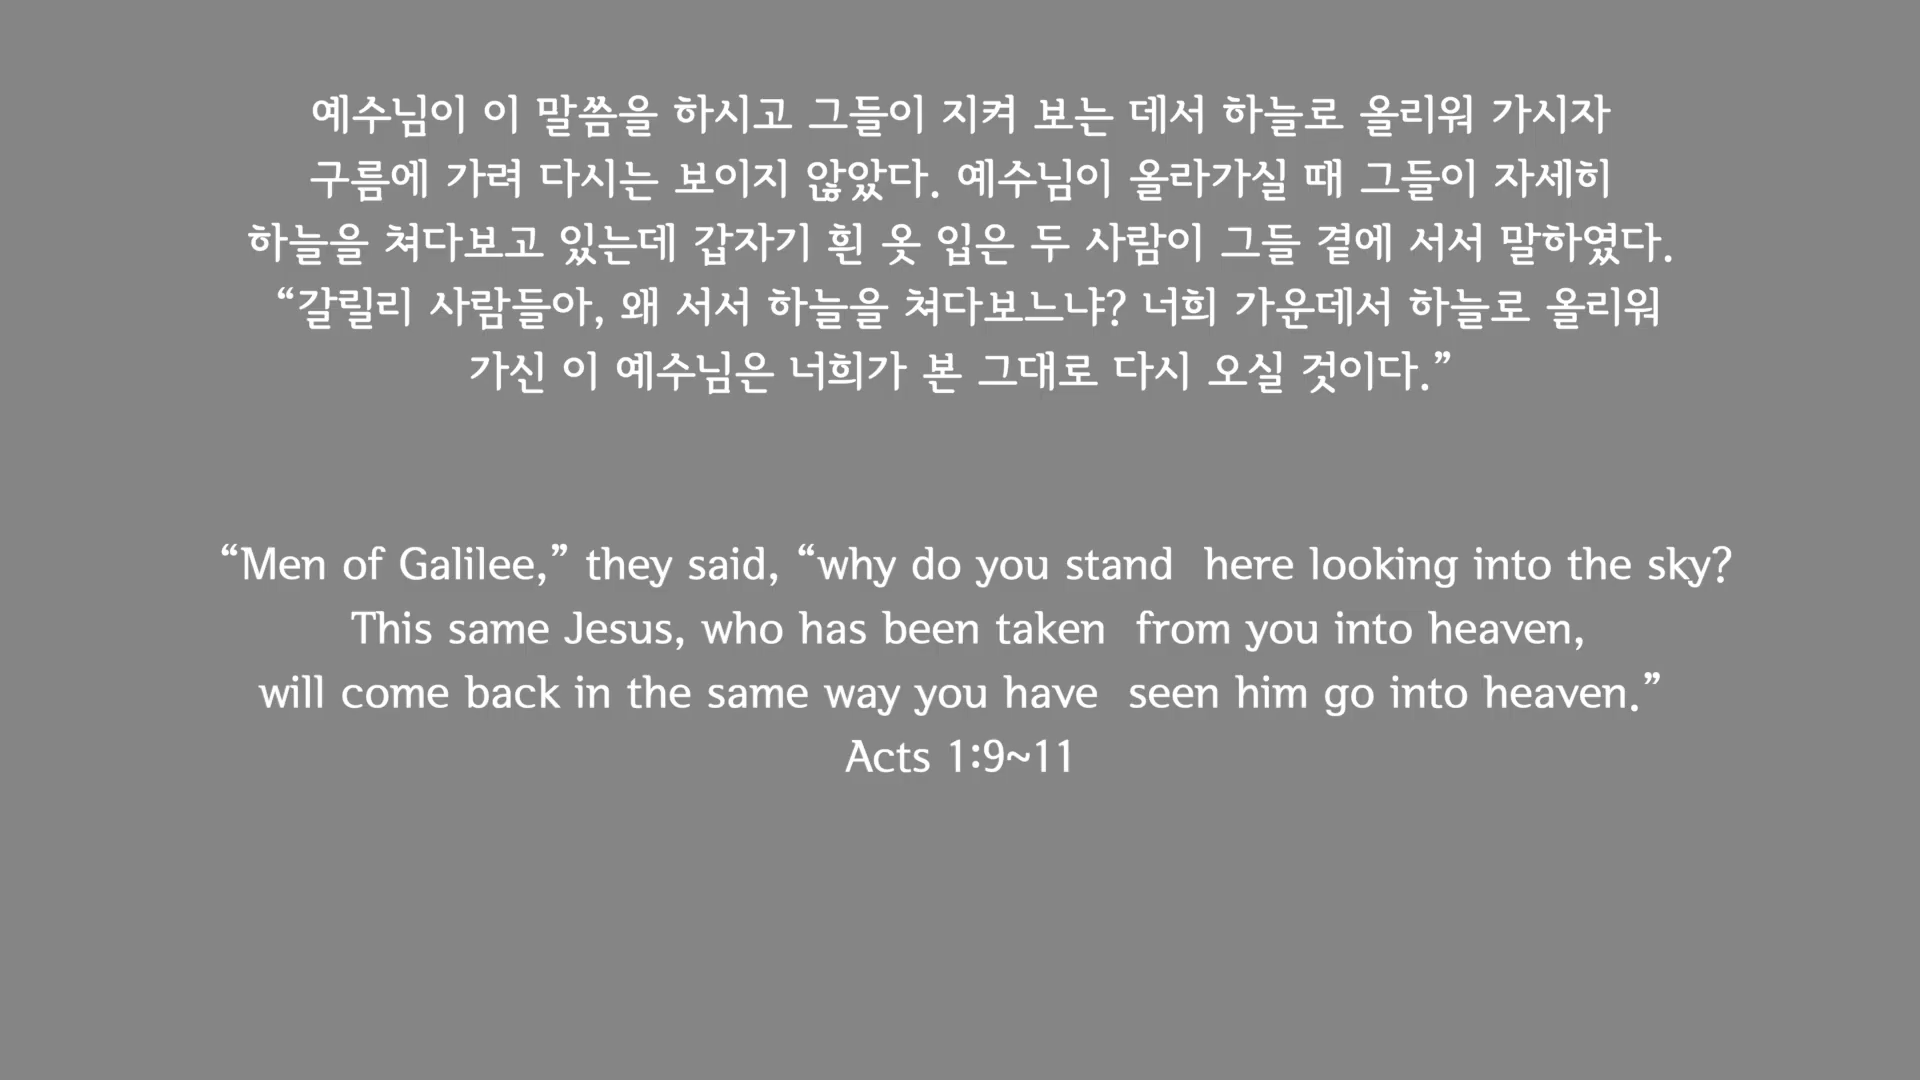 예수님이 이 말씀을 하시고 그들이 지켜 보는 데서 하늘로 올리워 가시자
구름에 가려 다시는 보이지 않았다. 예수님이 올라가실 때 그들이 자세히
하늘을 쳐다보고 있는데 갑자기 흰 옷 입은 두 사람이 그들 곁에 서서 말하였다.
“갈릴리 사람들아, 왜 서서 하늘을 쳐다보느냐? 너희 가운데서 하늘로 올리워
가신 이 예수님은 너희가 본 그대로 다시 오실 것이다.”
“Men of Galilee,” they said, “why do you stand  here looking into the sky?
This same Jesus, who has been taken  from you into heaven,
will come back in the same way you have  seen him go into heaven.”
Acts 1:9~11